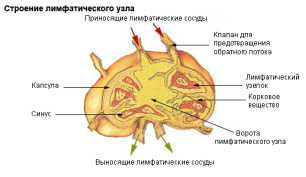 Строение лимфатического узла
Приносящие лимфатические сосуды
Клапан для
предотвращения
обратного потока
Капсула
Лимфатический
узелок
Корковое
вещество
Синус
Ворота
лимфатического узла
Выносящие лимфатические сосуды